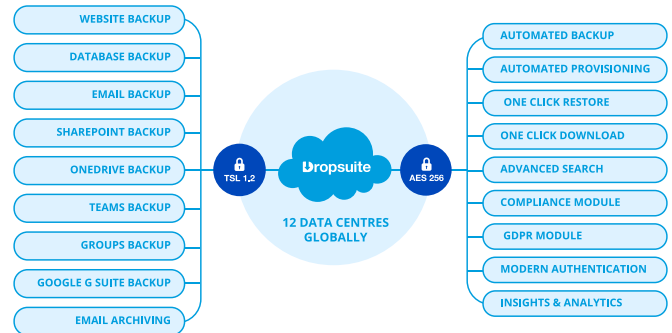 WEBSITE BACKUP
DATABASE BACKUP
EMAIL BACKUP
SHAREPOINT BACKUP
ONEDRIVE BACKUP
TEAMS BACKUP
GROUPS BACKUP
GOOGLE G SUITE BACKUP
EMAIL ARCHIVING
TSL 1,2
Dropsuite
12 DATA CENTRES
GLOBALLY
AES 256
AUTOMATED BACKUP
AUTOMATED PROVISIONING
ONE CLICK RESTORE
ONE CLICK DOWNLOAD
ADVANCED SEARCH
COMPLIANCE MODULE
GDPR MODULE
MODERN AUTHENTICATION
INSIGHTS & ANALYTICS